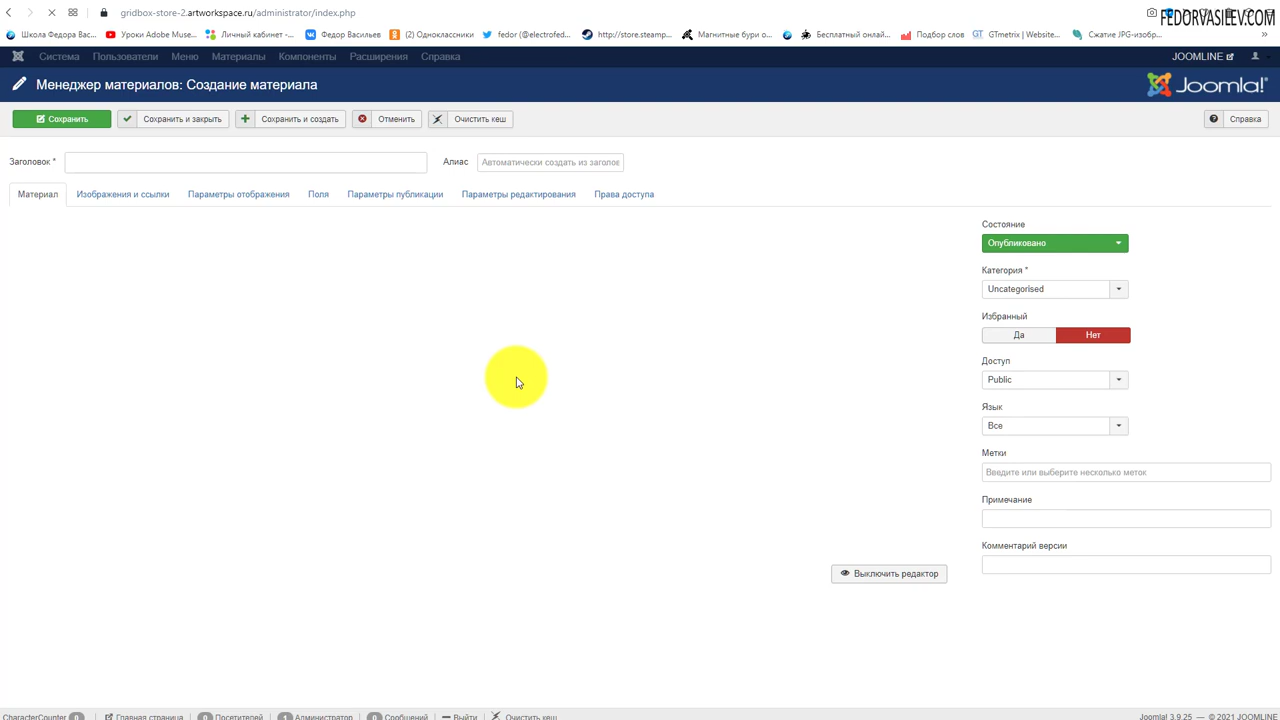 gridbox-store-2.artworkspace.ru/administrator/index.php
FEDORVASILEV.COM
Школа Федора Вас... Уроки Adobe Muse... Личный кабинет -... Федор Васильев (2) Одноклассники fedor (@electrofed... http://store.steamp... Магнитные бури о... Бесплатный онлай... Подбор слов GTmetrix | Website... Сжатие JPG-изобр... »
Система Пользователи Меню Материалы Компоненты Расширения Справка JOOMLINE
Менеджер материалов: Создание материала Joomla!®
Сохранить Сохранить и закрыть Сохранить и создать Отменить Очистить кеш Справка
Заголовок * Алиас Автоматически создать из заголов
Материал Изображения и ссылки Параметры отображения Поля Параметры публикации Параметры редактирования Права доступа
Состояние
Опубликовано
Категория *
Uncategorised
Избранный
Да Нет
Доступ
Public
Язык
Все
Метки
Введите или выберите несколько меток
Примечание
Комментарий версии
Выключить редактор
CharacterCounter 0 Главная страница 0 Посетителей 1 Администратор 0 Сообщений Выйти Очистить кеш Joomla! 3.9.25 — © 2021 JOOMLINE